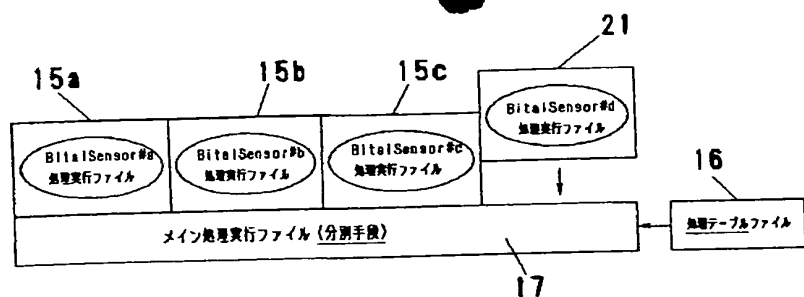 21
15a
15b
15c
BitalSensor#d
処理実行ファイル
BitalSensor#a
処理実行ファイル
BitalSensor#b
処理実行ファイル
BitalSensor#c
処理実行ファイル
16
メイン処理実行ファイル (分別手段)
処理テーブルファイル
17